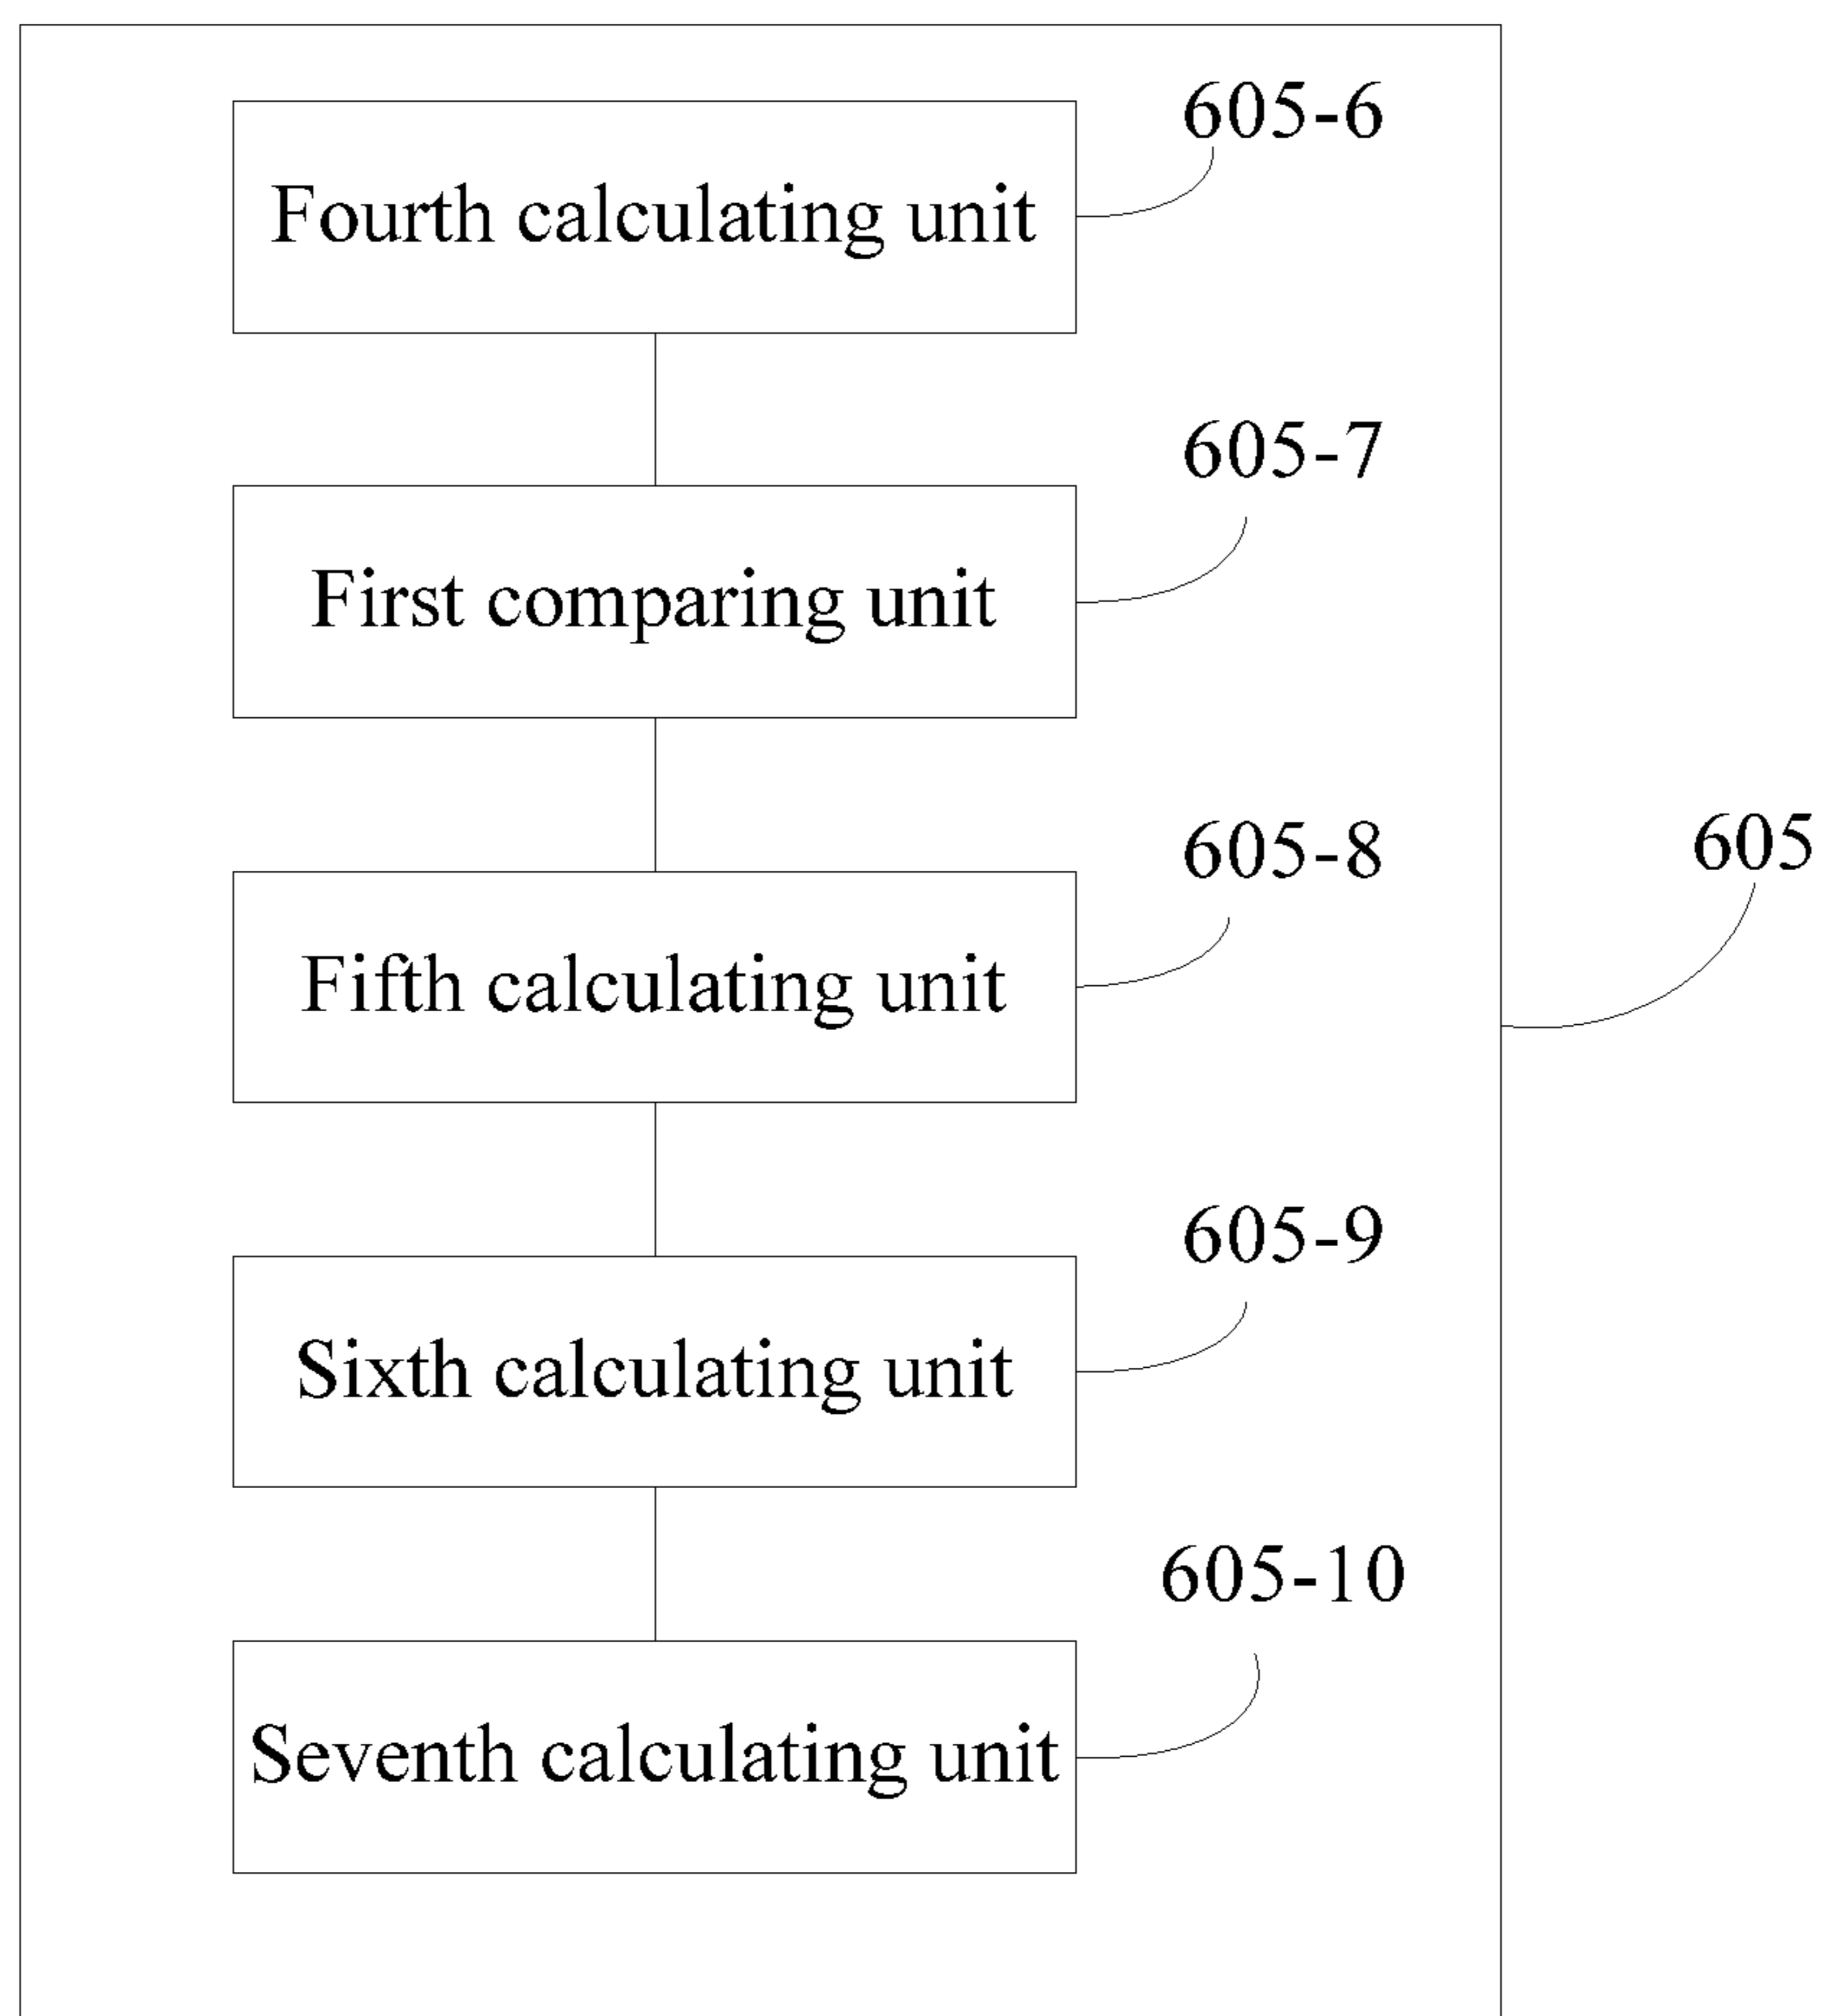 605-6
Fourth calculating unit
605-7
First comparing unit
605-8
605
Fifth calculating unit
605-9
Sixth calculating unit
605-10
Seventh calculating unit